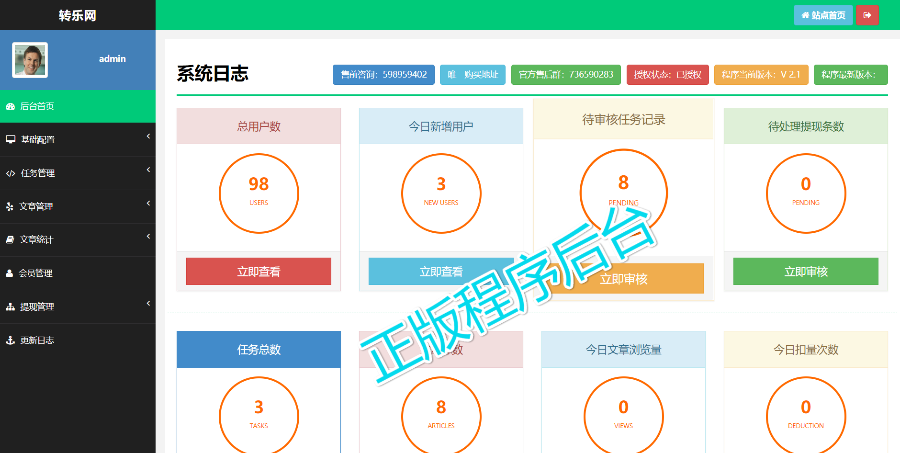 转乐网
站点首页
admin
系统日志
售前咨询：598959402
唯一购买地址
官方售后群：736590283
授权状态：已授权
程序当前版本：V 2.1
程序最新版本：
后台首页
基础配置
任务管理
文章管理
文章统计
会员管理
提现管理
更新日志
总用户数
98
USERS
立即查看
今日新增用户
3
NEW USERS
立即查看
待审核任务记录
8
PENDING
立即审核
待处理提现条数
0
PENDING
立即审核
正版程序后台
任务总数
3
TASKS
数
8
ARTICLES
今日文章浏览量
0
VIEWS
今日扣量次数
0
DEDUCTION